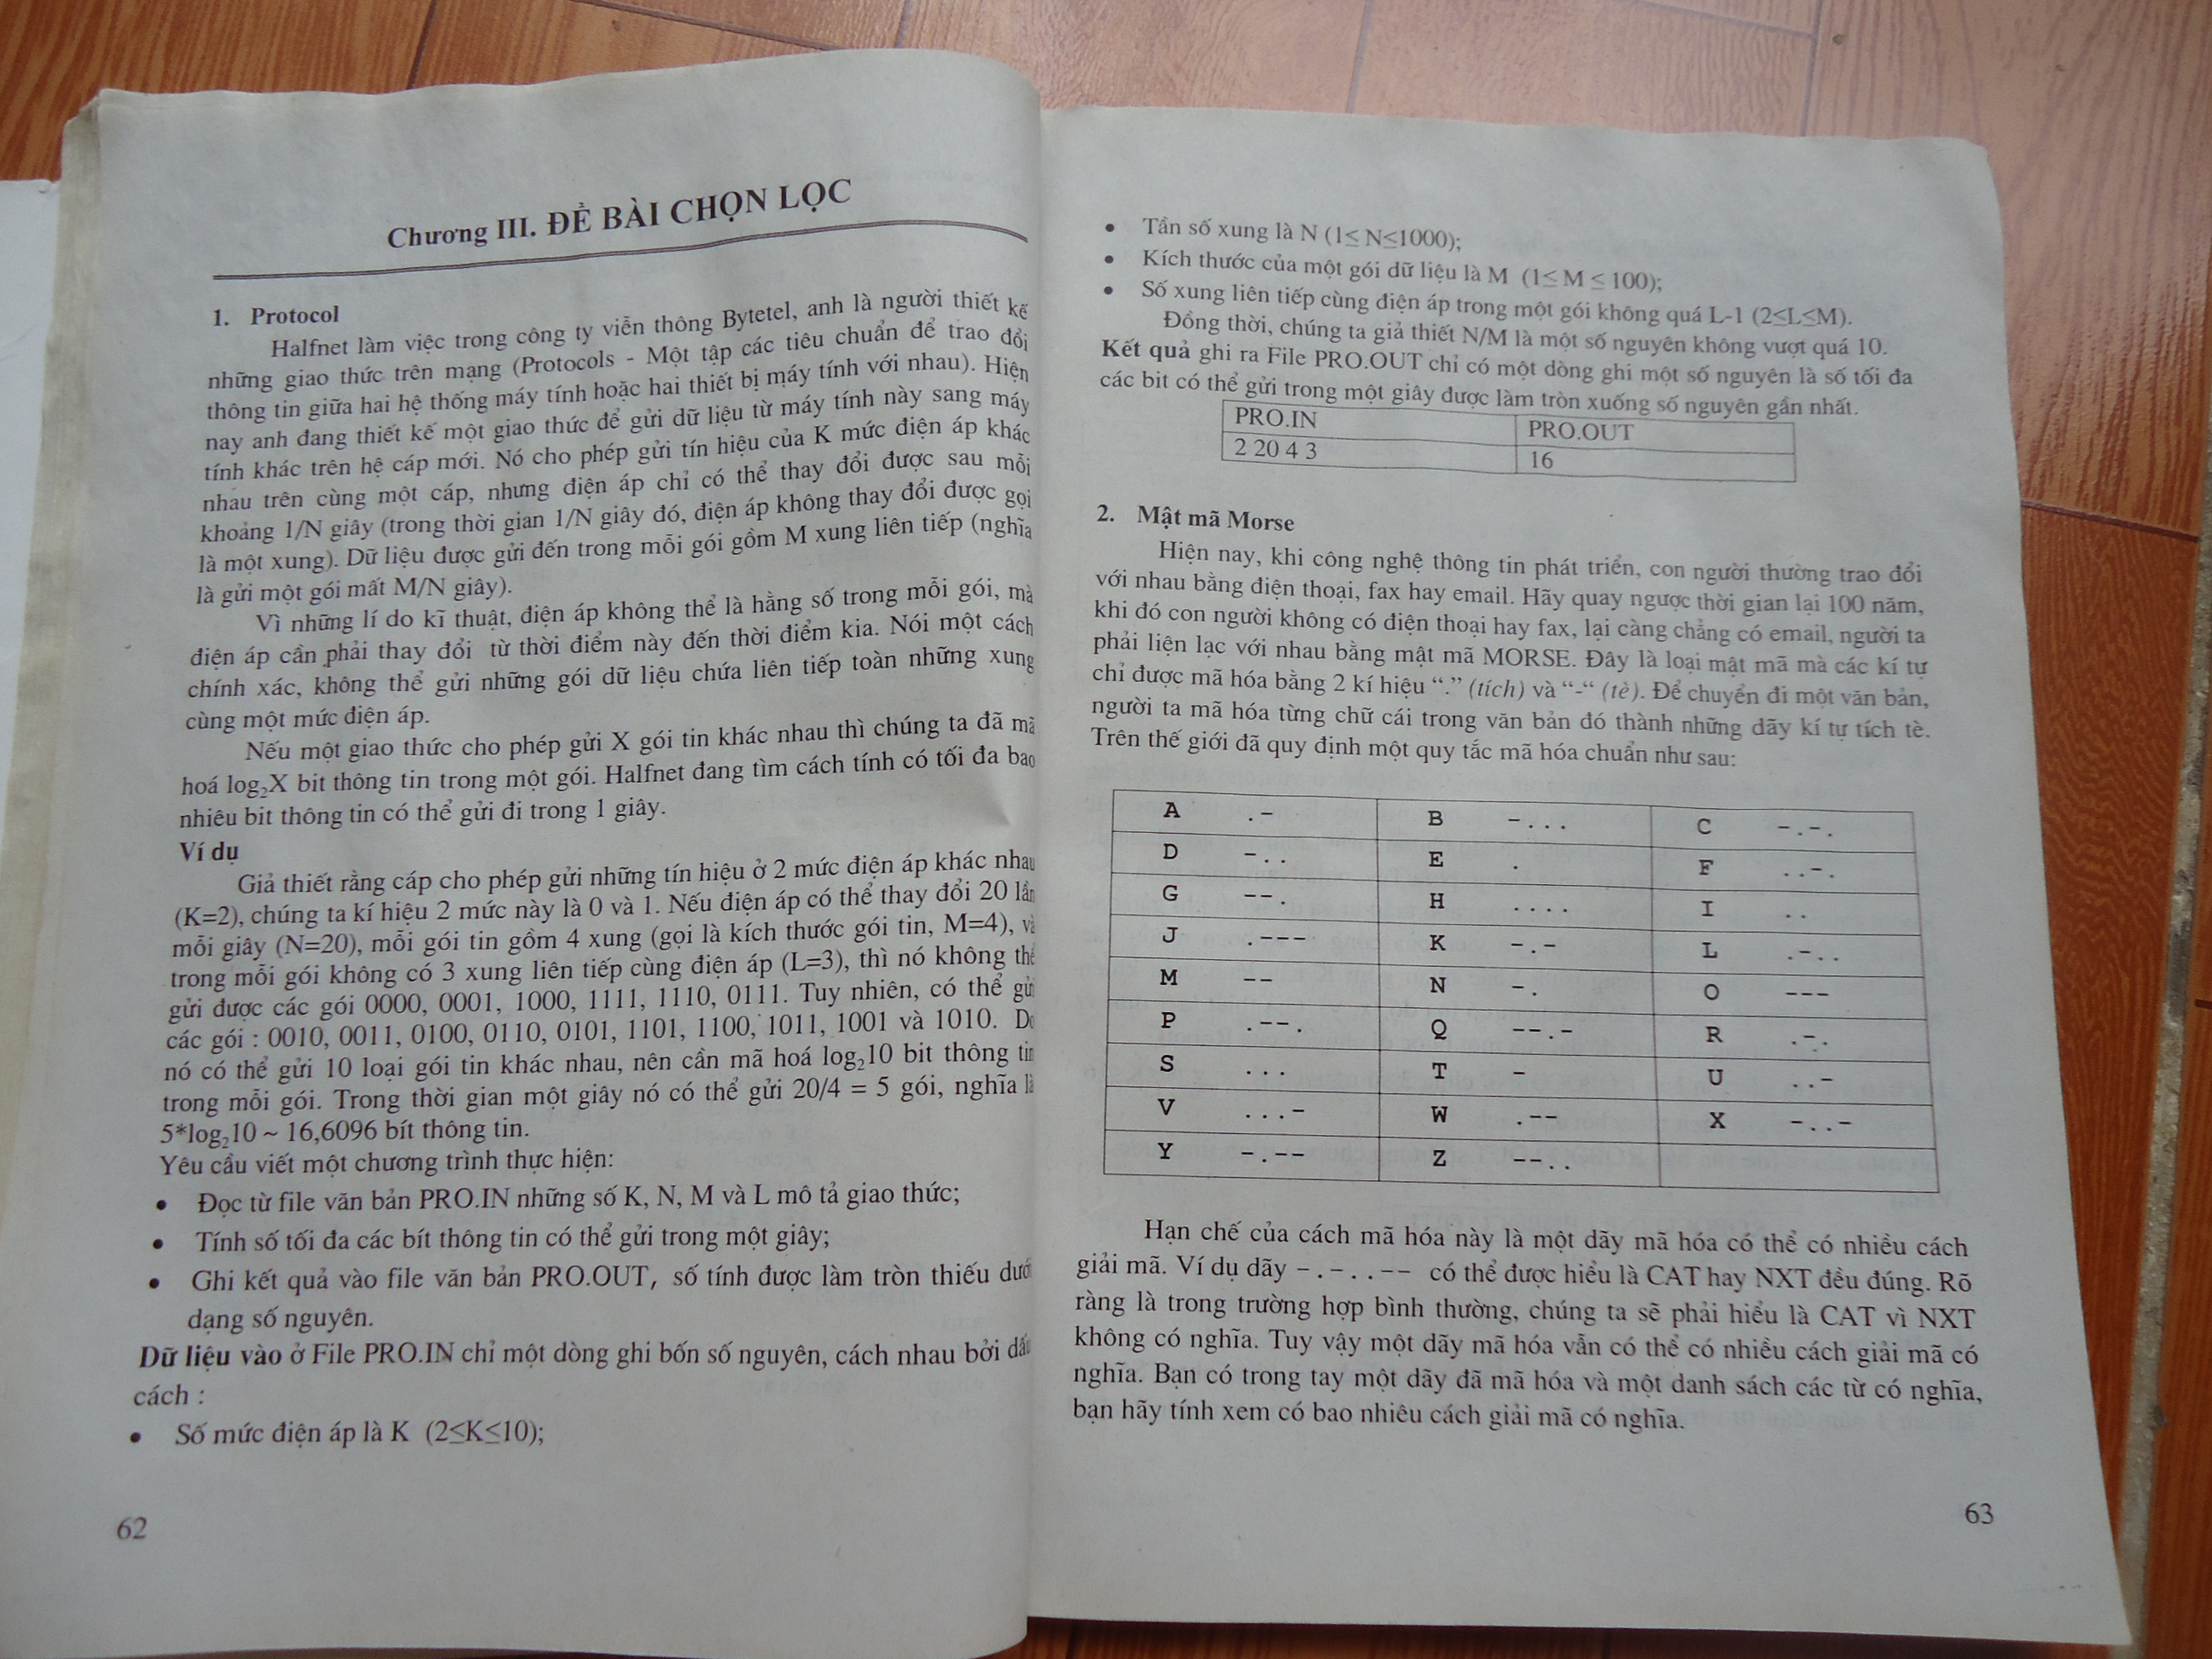 Chương III. ĐỀ BÀI CHỌN LỌC
1. Protocol
Halfnet làm việc trong công ty viễn thông Bytetel, anh là người thiết kế
những giao thức trên mạng (Protocols - Một tập các tiêu chuẩn để trao đổi
thông tin giữa hai hệ thống máy tính hoặc hai thiết bị máy tính với nhau). Hiện
nay anh đang thiết kế một giao thức để gửi dữ liệu từ máy tính này sang máy
tính khác trên hệ cáp mới. Nó cho phép gửi tín hiệu của K mức điện áp khác
nhau trên cùng một cáp, nhưng điện áp chỉ có thể thay đổi được sau mỗi
khoảng 1/N giây (trong thời gian 1/N giây đó, điện áp không thay đổi được gọi
là một xung). Dữ liệu được gửi đến trong mỗi gói gồm M xung liên tiếp (nghĩa
là gửi một gói mất M/N giây).
Vì những lí do kĩ thuật, điện áp không thể là hằng số trong mỗi gói, mà
điện áp cần phải thay đổi từ thời điểm này đến thời điểm kia. Nói một cách
chính xác, không thể gửi những gói dữ liệu chứa liên tiếp toàn những xung
cùng một mức điện áp.
Nếu một giao thức cho phép gửi X gói tin khác nhau thì chúng ta đã mã
hoá log₂X bit thông tin trong một gói. Halfnet đang tìm cách tính có tối đa bao
nhiêu bit thông tin có thể gửi đi trong 1 giây.
Ví dụ
Giả thiết rằng cáp cho phép gửi những tín hiệu ở 2 mức điện áp khác nhau
(K=2), chúng ta kí hiệu 2 mức này là 0 và 1. Nếu điện áp có thể thay đổi 20 lần
mỗi giây (N=20), mỗi gói tin gồm 4 xung (gọi là kích thước gói tin, M=4), và
trong mỗi gói không có 3 xung liên tiếp cùng điện áp (L=3), thì nó không thể
gửi được các gói 0000, 0001, 1000, 1111, 1110, 0111. Tuy nhiên, có thể gửi
các gói : 0010, 0011, 0100, 0110, 0101, 1101, 1100, 1011, 1001 và 1010. Do
nó có thể gửi 10 loại gói tin khác nhau, nên cần mã hoá log₂10 bit thông tin
trong mỗi gói. Trong thời gian một giây nó có thể gửi 20/4 = 5 gói, nghĩa là
5*log₂10 ~ 16,6096 bít thông tin.
Yêu cầu viết một chương trình thực hiện:
• Đọc từ file văn bản PRO.IN những số K, N, M và L mô tả giao thức;
• Tính số tối đa các bít thông tin có thể gửi trong một giây;
• Ghi kết quả vào file văn bản PRO.OUT, số tính được làm tròn thiếu dưới
dạng số nguyên.
Dữ liệu vào ở File PRO.IN chỉ một dòng ghi bốn số nguyên, cách nhau bởi dấu
cách :
• Số mức điện áp là K (2≤K≤10);
62
• Tần số xung là N (1≤ N≤1000);
• Kích thước của một gói dữ liệu là M (1≤ M ≤ 100);
• Số xung liên tiếp cùng điện áp trong một gói không quá L-1 (2≤L≤M).
Đồng thời, chúng ta giả thiết N/M là một số nguyên không vượt quá 10.
Kết quả ghi ra File PRO.OUT chỉ có một dòng ghi một số nguyên là số tối đa
các bit có thể gửi trong một giây được làm tròn xuống số nguyên gần nhất.
PRO.IN PRO.OUT
2 20 4 3 16
2. Mật mã Morse
Hiện nay, khi công nghệ thông tin phát triển, con người thường trao đổi
với nhau bằng điện thoại, fax hay email. Hãy quay ngược thời gian lại 100 năm,
khi đó con người không có điện thoại hay fax, lại càng chẳng có email, người ta
phải liện lạc với nhau bằng mật mã MORSE. Đây là loại mật mã mà các kí tự
chỉ được mã hóa bằng 2 kí hiệu “.” (tích) và “-“ (tè). Để chuyển đi một văn bản,
người ta mã hóa từng chữ cái trong văn bản đó thành những dãy kí tự tích tè.
Trên thế giới đã quy định một quy tắc mã hóa chuẩn như sau:
A .- B -... C -.-.
D -.. E . F ..-.
G --. H .... I ..
J .--- K -.- L .-..
M -- N -. O ---
P .--. Q --.- R .-.
S ... T - U ..-
V ...- W .-- X -..-
Y -.-- Z --..
Hạn chế của cách mã hóa này là một dãy mã hóa có thể có nhiều cách
giải mã. Ví dụ dãy -.-..-- có thể được hiểu là CAT hay NXT đều đúng. Rõ
ràng là trong trường hợp bình thường, chúng ta sẽ phải hiểu là CAT vì NXT
không có nghĩa. Tuy vậy một dãy mã hóa vẫn có thể có nhiều cách giải mã có
nghĩa. Bạn có trong tay một dãy đã mã hóa và một danh sách các từ có nghĩa,
bạn hãy tính xem có bao nhiêu cách giải mã có nghĩa.
63